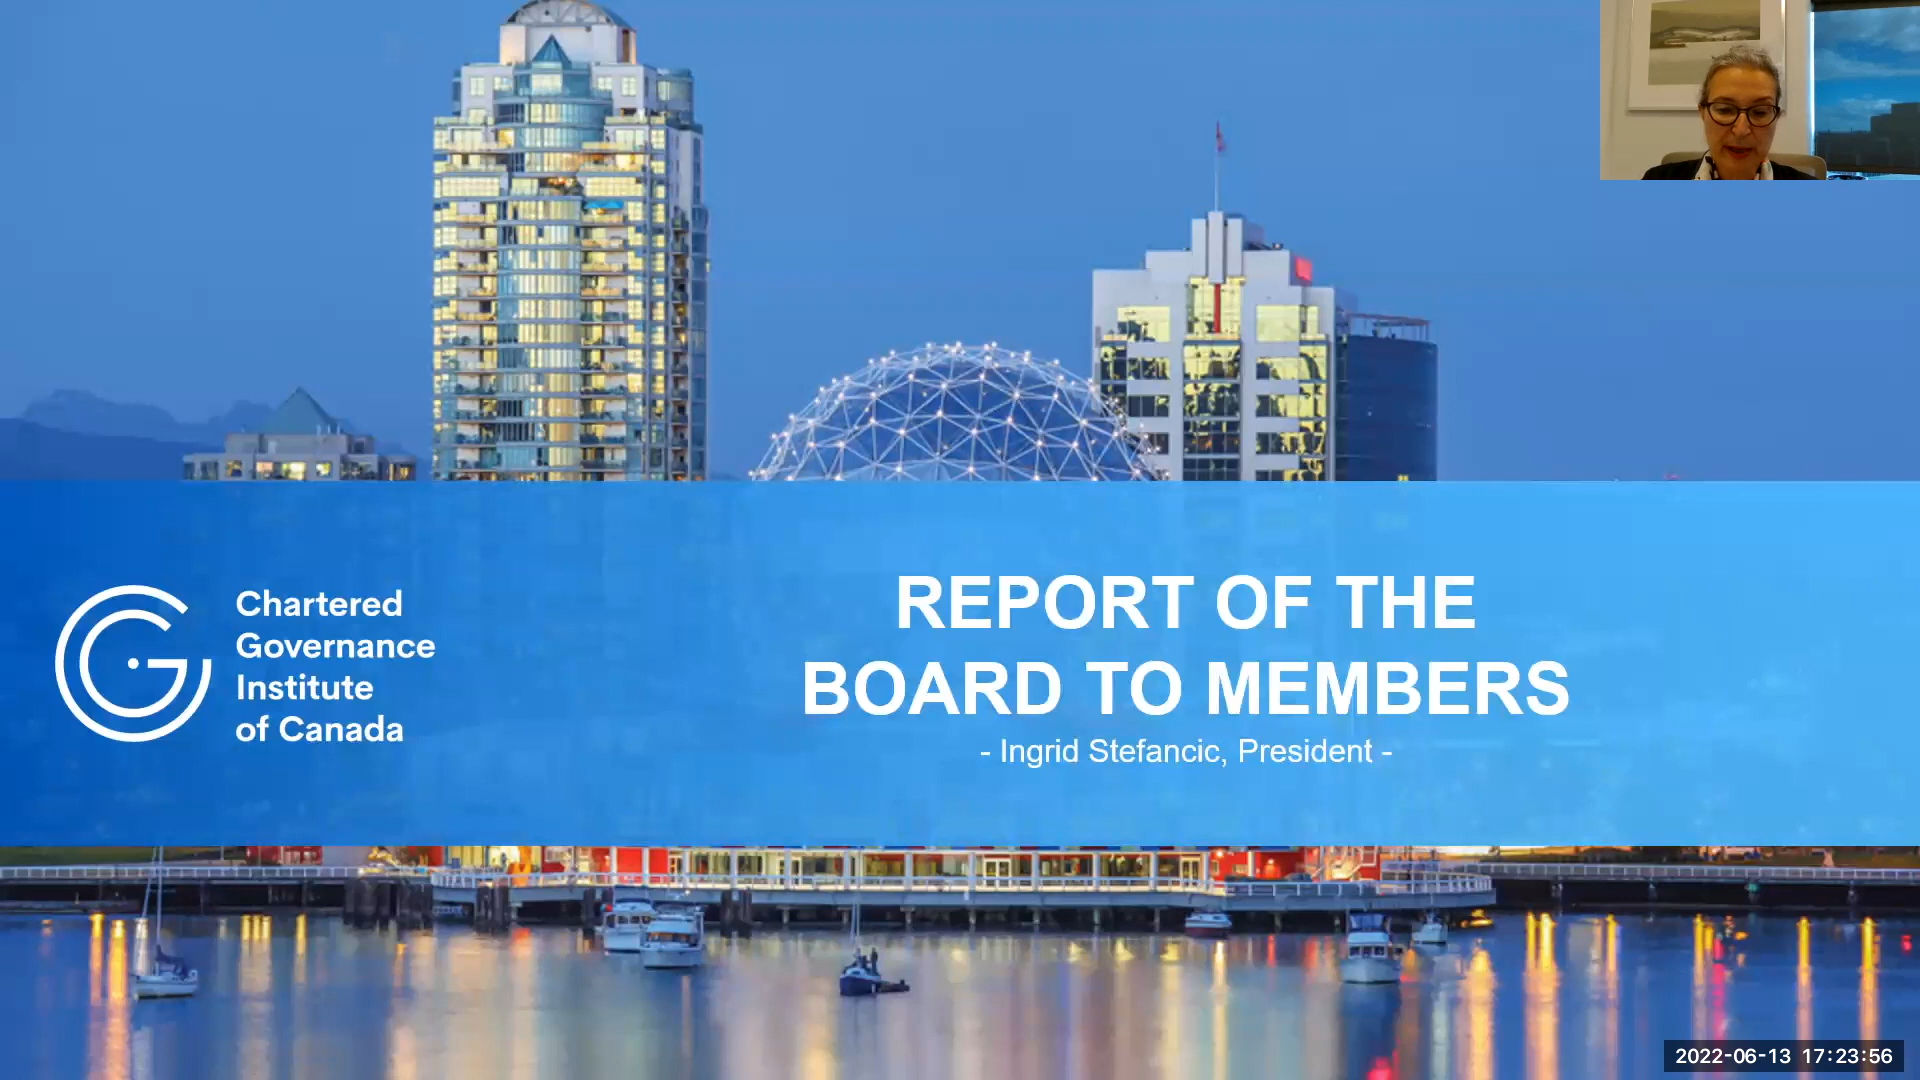 Chartered
Governance
Institute
of Canada
REPORT OF THE
BOARD TO MEMBERS
- Ingrid Stefancic, President -
2022-06-13 17:23:56